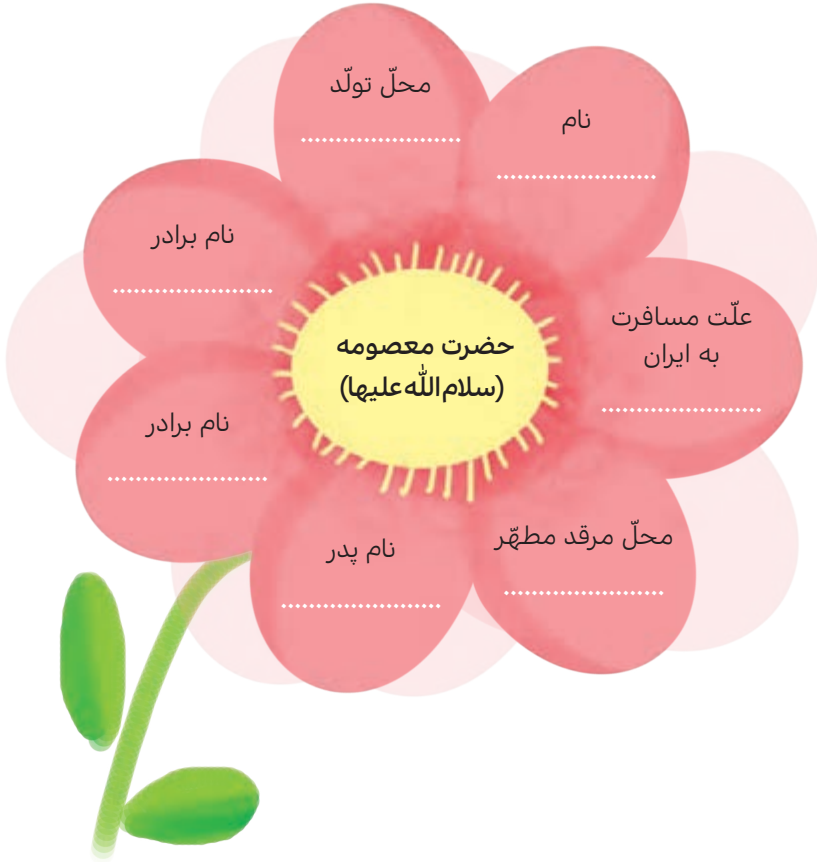 محلّ تولّد
نام
نام برادر
علّت مسافرت
به ایران
حضرت معصومه
(سلام‌اللّٰه‌علیها)
نام برادر
محلّ مرقد مطهّر
نام پدر